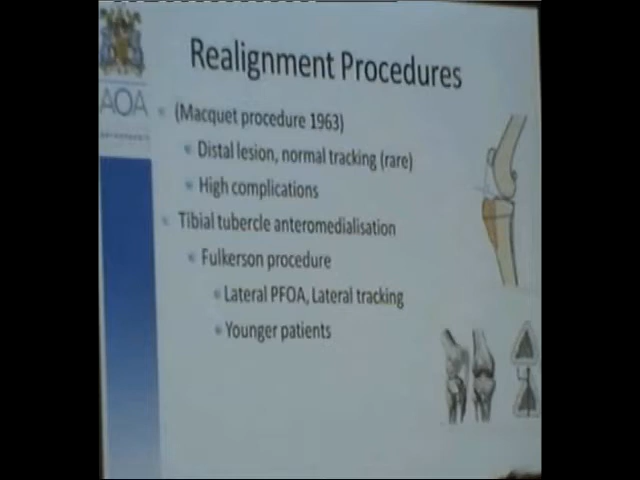 AOA
Realignment Procedures
(Macquet procedure 1963)
Distal lesion, normal tracking (rare)
High complications
Tibial tubercle anteromedialisation
Fulkerson procedure
Lateral PFOA, Lateral tracking
Younger patients